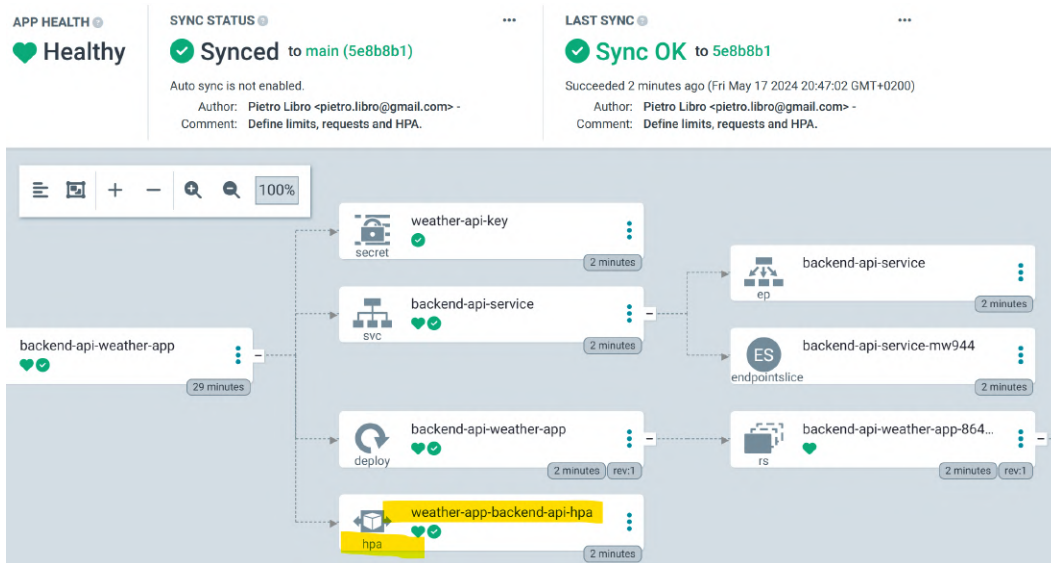 APP HEALTH
Healthy
SYNC STATUS
Synced to main (5e8b8b1)
Auto sync is not enabled.
Author: Pietro Libro <pietro.libro@gmail.com> -
Comment: Define limits, requests and HPA.
LAST SYNC
Sync OK to 5e8b8b1
Succeeded 2 minutes ago (Fri May 17 2024 20:47:02 GMT+0200)
Author: Pietro Libro <pietro.libro@gmail.com> -
Comment: Define limits, requests and HPA.
100%
backend-api-weather-app
29 minutes
weather-api-key
secret
2 minutes
backend-api-service
svc
2 minutes
backend-api-weather-app
deploy
2 minutes rev:1
weather-app-backend-api-hpa
hpa
2 minutes
backend-api-service
ep
2 minutes
ES
backend-api-service-mw944
endpointslice
2 minutes
backend-api-weather-app-864...
rs
2 minutes rev:1